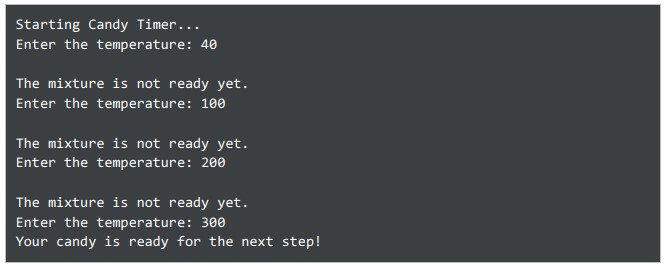 Starting Candy Timer...
Enter the temperature: 40
The mixture is not ready yet.
Enter the temperature: 100
The mixture is not ready yet.
Enter the temperature: 200
The mixture is not ready yet.
Enter the temperature: 300
Your candy is ready for the next step!